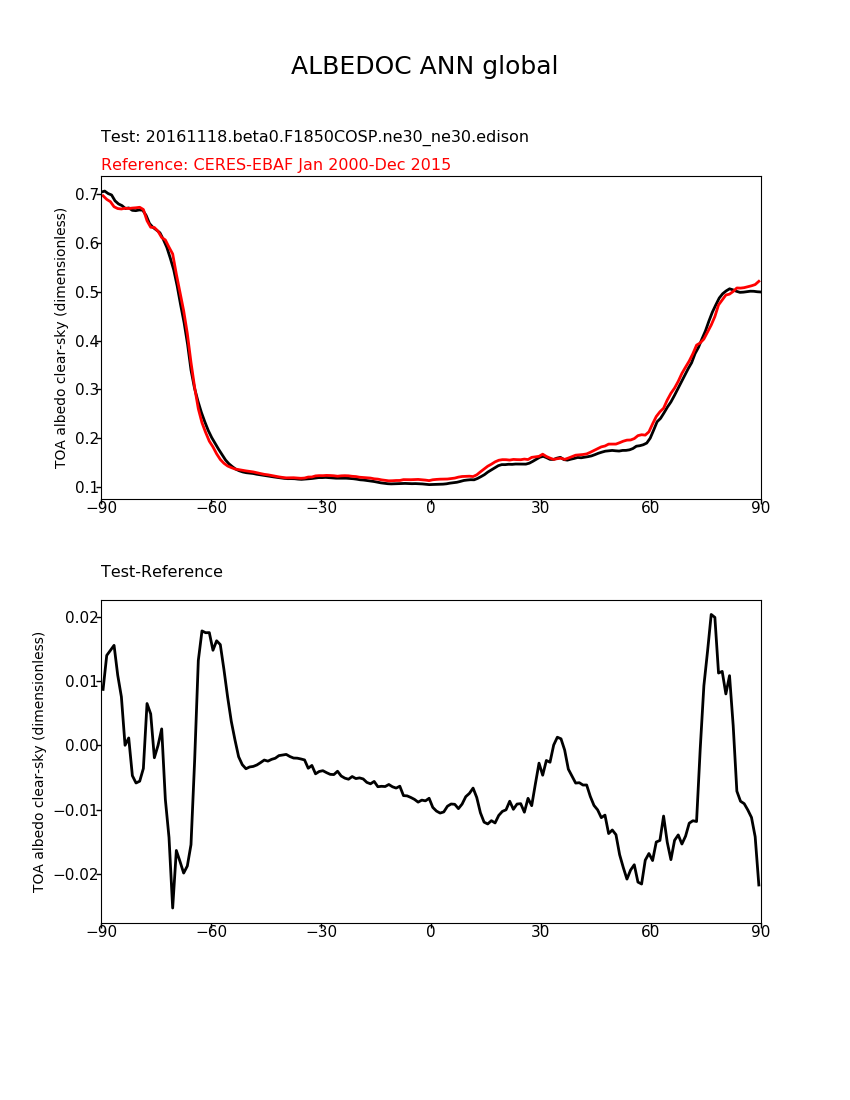 ALBEDOC ANN global
Test: 20161118.beta0.F1850COSP.ne30_ne30.edison
Reference: CERES-EBAF Jan 2000-Dec 2015
TOA albedo clear-sky (dimensionless)
0.7
0.6
0.5
0.4
0.3
0.2
0.1
−90 −60 −30 0 30 60 90
Test-Reference
TOA albedo clear-sky (dimensionless)
0.02
0.01
0.00
−0.01
−0.02
−90 −60 −30 0 30 60 90